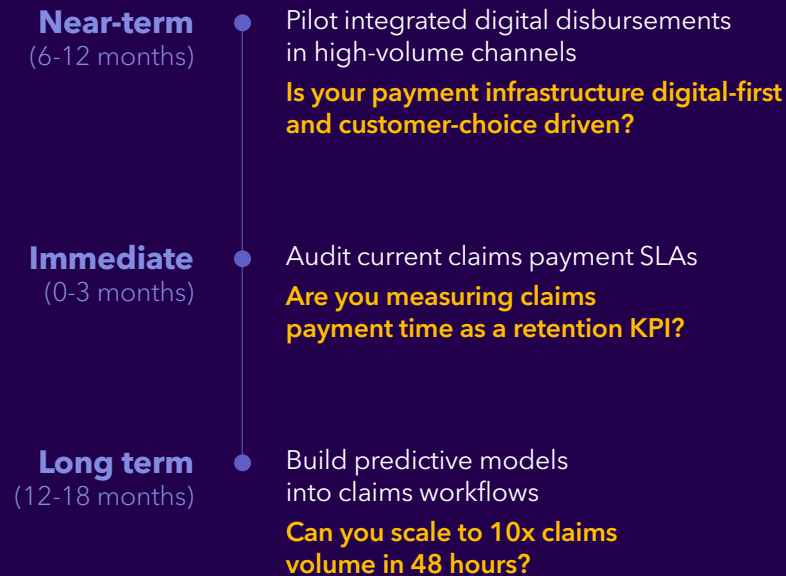 Near-term
(6-12 months)
Pilot integrated digital disbursements
in high-volume channels
Is your payment infrastructure digital-first
and customer-choice driven?
Immediate
(0-3 months)
Audit current claims payment SLAs
Are you measuring claims
payment time as a retention KPI?
Long term
(12-18 months)
Build predictive models
into claims workflows
Can you scale to 10x claims
volume in 48 hours?